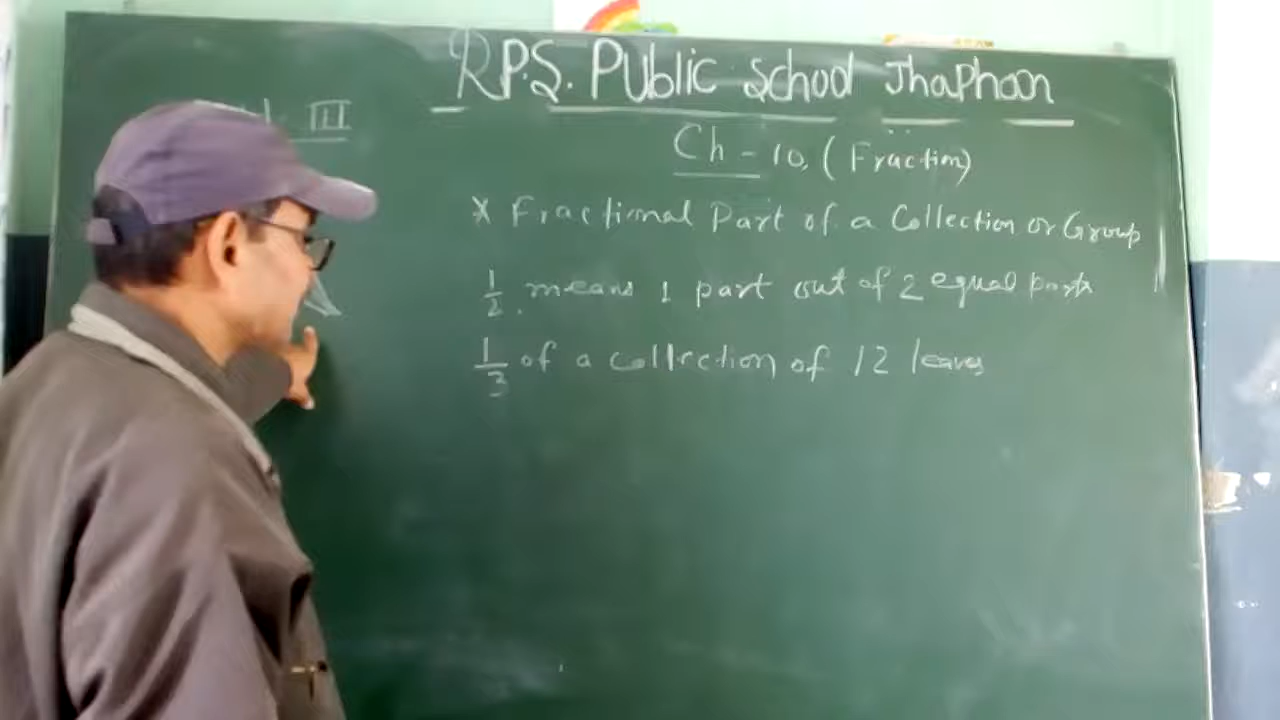 R.P.S. Public School Jhaphoon
III
Ch - 10, (Fraction)
* Fractional Part of a Collection or Group
1/2 means 1 part out of 2 equal parts
1/3 of a collection of 12 leaves